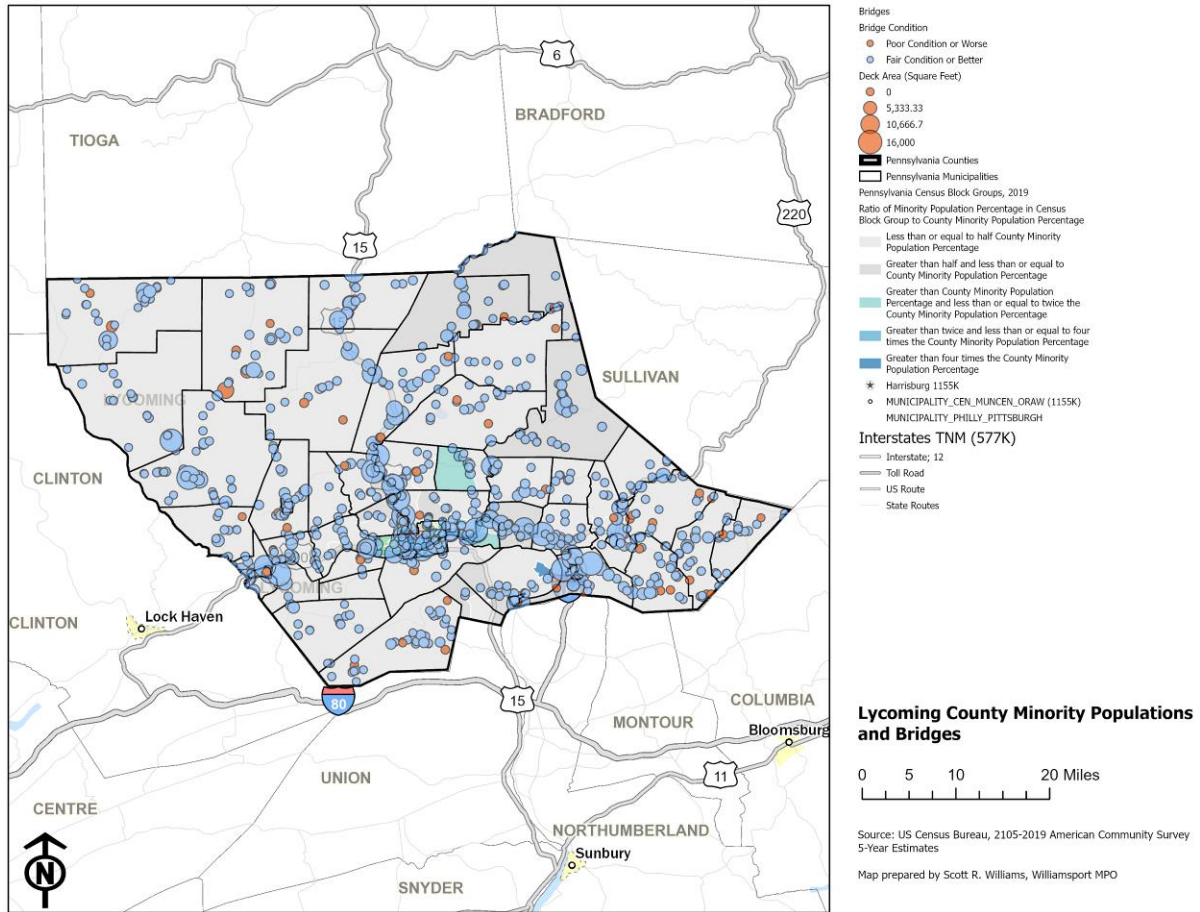 6
BRADFORD
TIOGA
220
15
15
SULLIVAN
LYCOMING
CLINTON
LYCOMING
CLINTON
Lock Haven
80
15
COLUMBIA
MONTOUR
Bloomsburg
UNION
11
CENTRE
NORTHUMBERLAND
Sunbury
SNYDER
N
Bridges
Bridge Condition
Poor Condition or Worse
Fair Condition or Better
Deck Area (Square Feet)
0
5,333.33
10,666.7
16,000
Pennsylvania Counties
Pennsylvania Municipalities
Pennsylvania Census Block Groups, 2019
Ratio of Minority Population Percentage in Census
Block Group to County Minority Population Percentage
Less than or equal to half County Minority
Population Percentage
Greater than half and less than or equal to
County Minority Population Percentage
Greater than County Minority Population
Percentage and less than or equal to twice the
County Minority Population Percentage
Greater than twice and less than or equal to four
times the County Minority Population Percentage
Greater than four times the County Minority
Population Percentage
Harrisburg 1155K
MUNICIPALITY_CEN_MUNCEN_ORAW (1155K)
MUNICIPALITY_PHILLY_PITTSBURGH
Interstates TNM (577K)
Interstate; 12
Toll Road
US Route
State Routes
Lycoming County Minority Populations
and Bridges
0 5 10 20 Miles
Source: US Census Bureau, 2105-2019 American Community Survey
5-Year Estimates
Map prepared by Scott R. Williams, Williamsport MPO